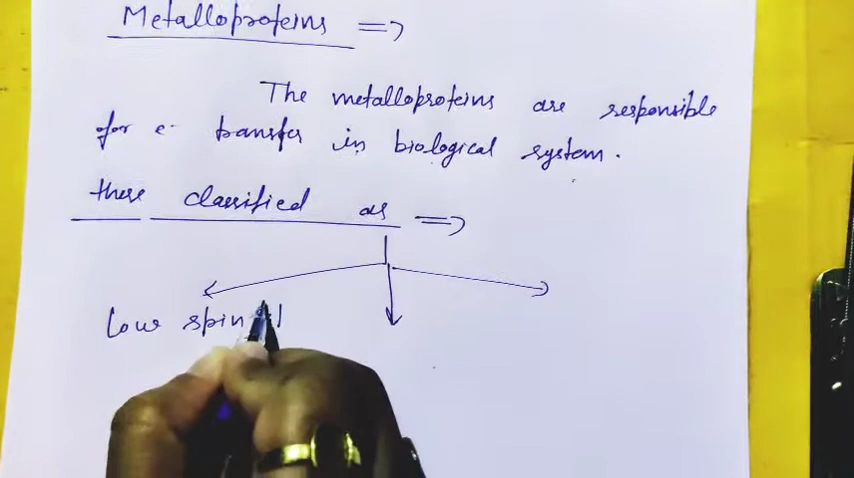 Metalloproteins =>
The metalloproteins are responsible
for e- transfer in biological system.
these classified as =>
low spin